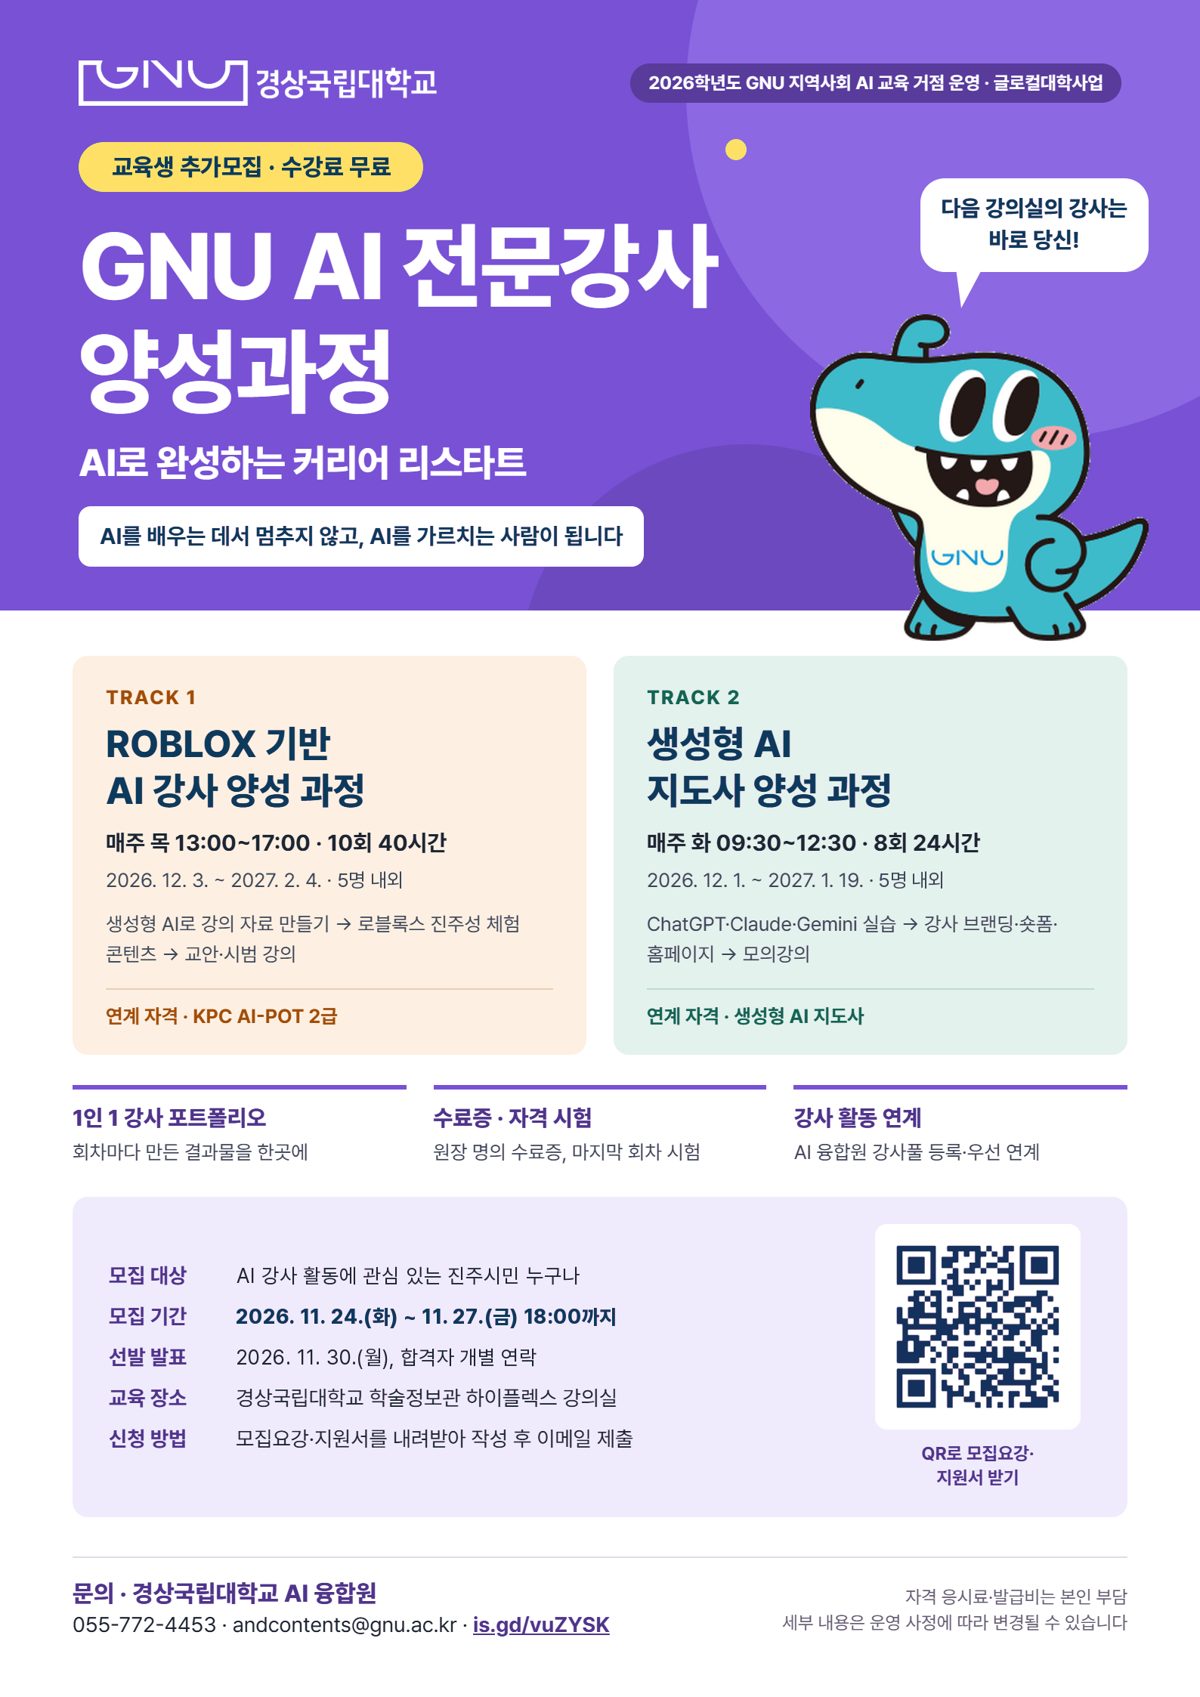 GNU 경상국립대학교
2026학년도 GNU 지역사회 AI 교육 거점 운영 · 글로컬대학사업
교육생 추가모집 · 수강료 무료
다음 강의실의 강사는
바로 당신!
GNU AI 전문강사
양성과정
AI로 완성하는 커리어 리스타트
AI를 배우는 데서 멈추지 않고, AI를 가르치는 사람이 됩니다
GNU
TRACK 1
ROBLOX 기반
AI 강사 양성 과정
매주 목 13:00~17:00 · 10회 40시간
2026. 12. 3. ~ 2027. 2. 4. · 5명 내외
생성형 AI로 강의 자료 만들기 → 로블록스 진주성 체험
콘텐츠 → 교안·시범 강의
연계 자격 · KPC AI-POT 2급
TRACK 2
생성형 AI
지도사 양성 과정
매주 화 09:30~12:30 · 8회 24시간
2026. 12. 1. ~ 2027. 1. 19. · 5명 내외
ChatGPT·Claude·Gemini 실습 → 강사 브랜딩·숏폼·
홈페이지 → 모의강의
연계 자격 · 생성형 AI 지도사
1인 1 강사 포트폴리오
회차마다 만든 결과물을 한곳에
수료증 · 자격 시험
원장 명의 수료증, 마지막 회차 시험
강사 활동 연계
AI 융합원 강사풀 등록·우선 연계
모집 대상 AI 강사 활동에 관심 있는 진주시민 누구나
모집 기간 2026. 11. 24.(화) ~ 11. 27.(금) 18:00까지
선발 발표 2026. 11. 30.(월), 합격자 개별 연락
교육 장소 경상국립대학교 학술정보관 하이플렉스 강의실
신청 방법 모집요강·지원서를 내려받아 작성 후 이메일 제출
QR로 모집요강·
지원서 받기
문의 · 경상국립대학교 AI 융합원
055-772-4453 · andcontents@gnu.ac.kr · is.gd/vuZYSK
자격 응시료·발급비는 본인 부담
세부 내용은 운영 사정에 따라 변경될 수 있습니다